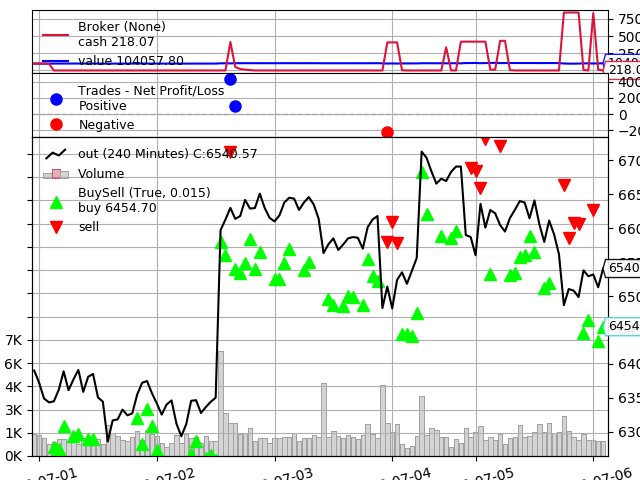 Broker (None)
cash 218.07
value 104057.80
Trades - Net Profit/Loss
Positive
Negative
out (240 Minutes) C:6540.57
Volume
BuySell (True, 0.015)
buy 6454.70
sell
7K
6K
4K
3K
1K
0K
750
500
250
218.0
400
200
0
−20
670
665
660
6540
650
6454
640
635
630
-07-01
-07-02
-07-03
-07-04
-07-05
-07-06